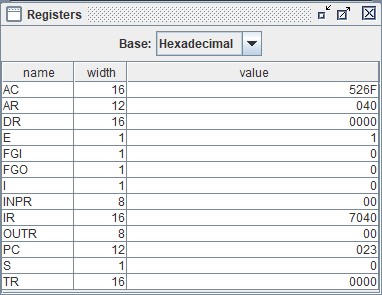 Registers
Base: Hexadecimal
name width value
AC 16 526F
AR 12 040
DR 16 0000
E 1 1
FGI 1 0
FGO 1 0
I 1 0
INPR 8 00
IR 16 7040
OUTR 8 00
PC 12 023
S 1 0
TR 16 0000